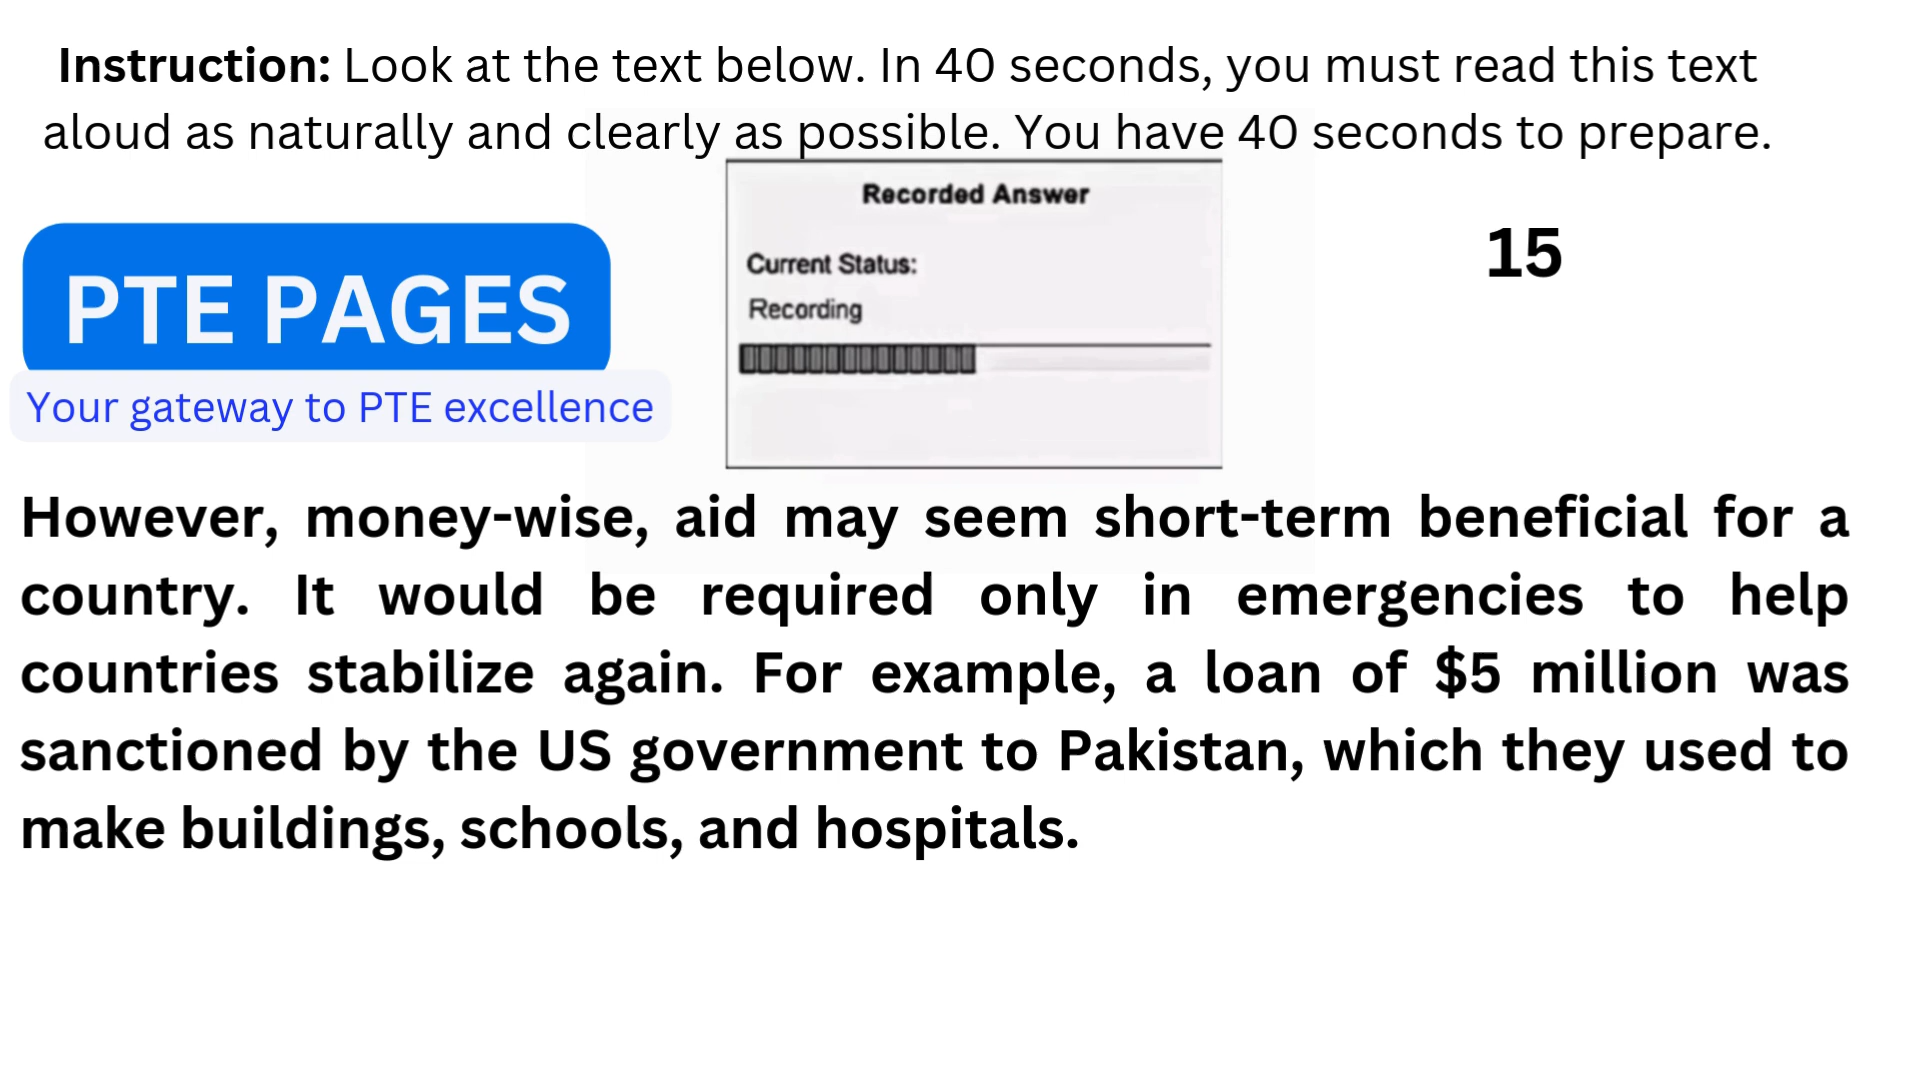 Instruction: Look at the text below. In 40 seconds, you must read this text
aloud as naturally and clearly as possible. You have 40 seconds to prepare.
Recorded Answer
Current Status:
Recording
15
PTE PAGES
Your gateway to PTE excellence
However, money-wise, aid may seem short-term beneficial for a
country. It would be required only in emergencies to help
countries stabilize again. For example, a loan of $5 million was
sanctioned by the US government to Pakistan, which they used to
make buildings, schools, and hospitals.